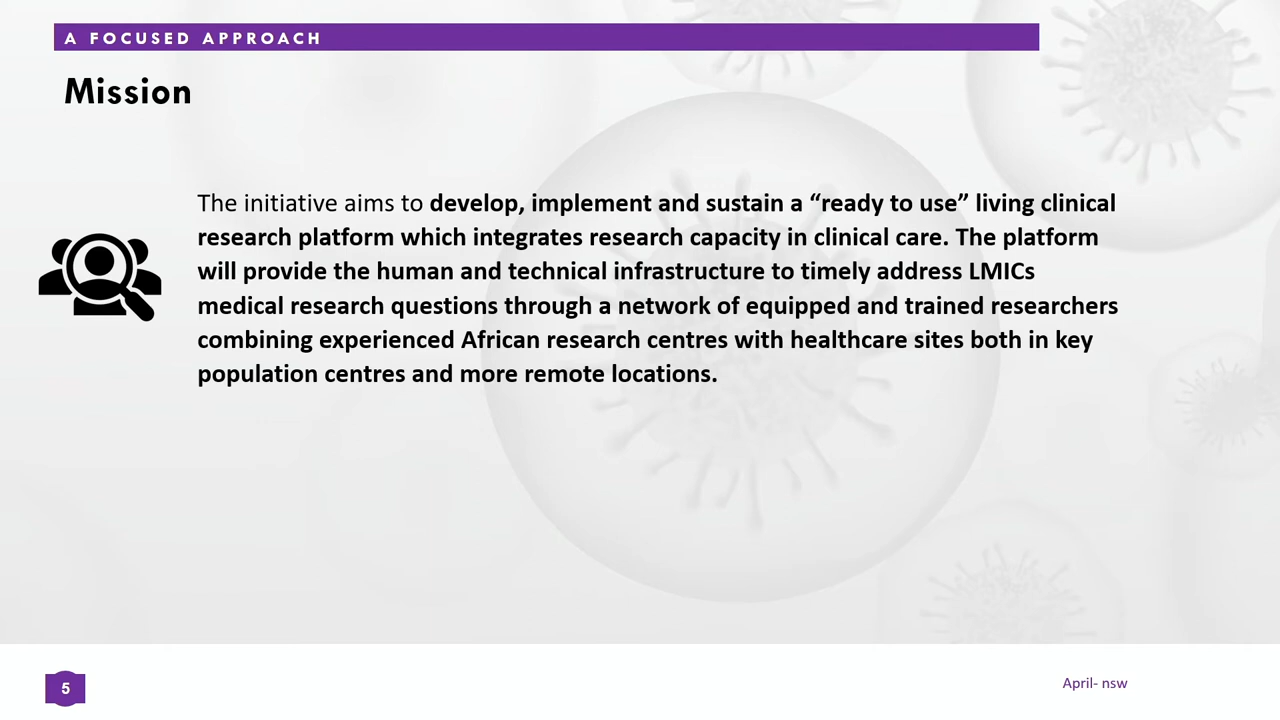 A FOCUSED APPROACH
Mission
The initiative aims to develop, implement and sustain a “ready to use” living clinical
research platform which integrates research capacity in clinical care. The platform
will provide the human and technical infrastructure to timely address LMICs
medical research questions through a network of equipped and trained researchers
combining experienced African research centres with healthcare sites both in key
population centres and more remote locations.
5
April- nsw